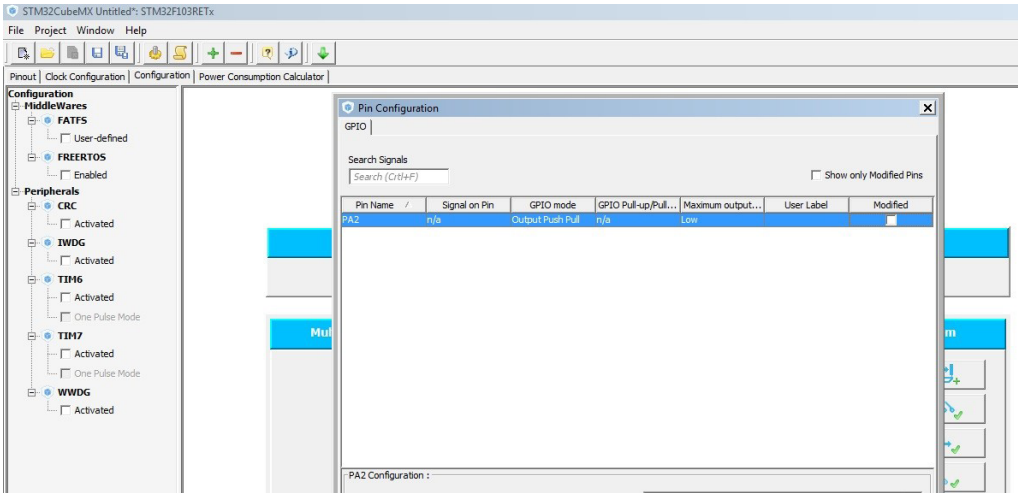 STM32CubeMX Untitled*: STM32F103RETx
File Project Window Help
Pinout Clock Configuration Configuration Power Consumption Calculator
Configuration
MiddleWares
FATFS
User-defined
FREERTOS
Enabled
Peripherals
CRC
Activated
IWDG
Activated
TIM6
Activated
One Pulse Mode
TIM7
Activated
One Pulse Mode
WWDG
Activated
Mul
m
Pin Configuration
GPIO
Search Signals
Search (Crtl+F)
Show only Modified Pins
Pin Name Signal on Pin GPIO mode GPIO Pull-up/Pull... Maximum output... User Label Modified
PA2 n/a Output Push Pull n/a Low
PA2 Configuration :